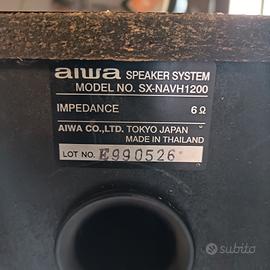 aiwa SPEAKER SYSTEM
MODEL NO. SX-NAVH1200
IMPEDANCE 6 Ω
AIWA CO.,LTD. TOKYO JAPAN
MADE IN THAILAND
LOT NO. E990526
subito